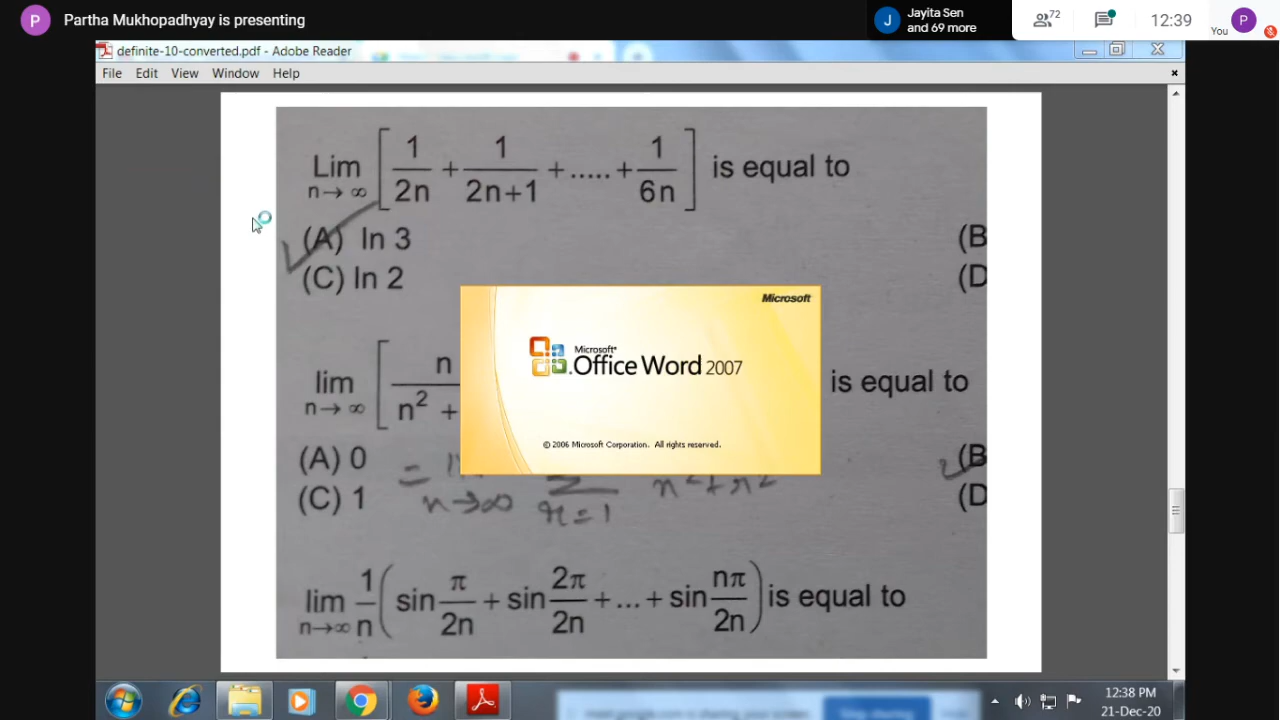 P Partha Mukhopadhyay is presenting
J Jayita Sen
and 69 more
72
12:39
You P
definite-10-converted.pdf - Adobe Reader
File Edit View Window Help
Lim n→∞ [ 1/2n + 1/(2n+1) + ..... + 1/6n ] is equal to
(A) ln 3 (B
(C) ln 2 (D
Microsoft
Microsoft
Office Word 2007
© 2006 Microsoft Corporation. All rights reserved.
lim n→∞ [ n / n² + is equal to
(A) 0 (B
= n→∞ Σ r=1 n²+r²
(C) 1 (D
lim n→∞ 1/n ( sin π/2n + sin 2π/2n + ... + sin nπ/2n ) is equal to
12:38 PM
21-Dec-20